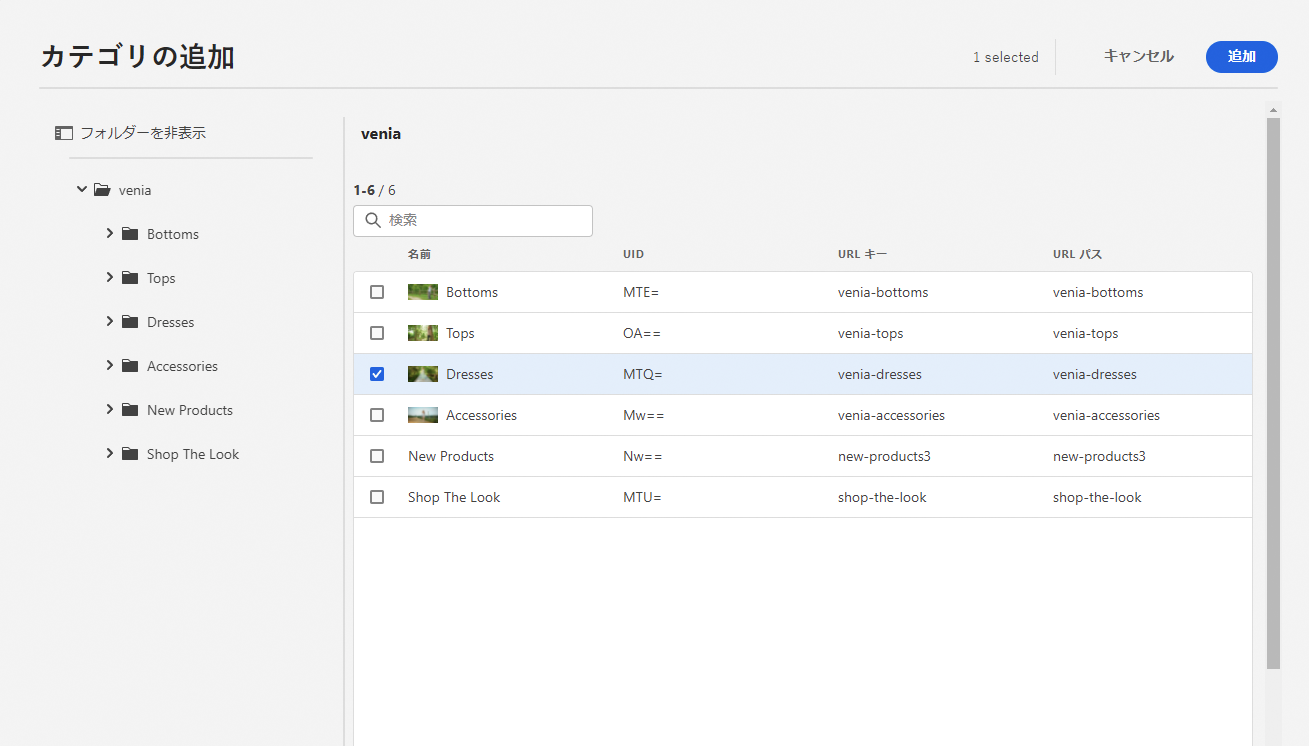 カテゴリの追加
1 selected
キャンセル
追加
フォルダーを非表示
venia
Bottoms
Tops
Dresses
Accessories
New Products
Shop The Look
venia
1-6 / 6
検索
名前 UID URL キー URL パス
Bottoms MTE= venia-bottoms venia-bottoms
Tops OA== venia-tops venia-tops
Dresses MTQ= venia-dresses venia-dresses
Accessories Mw== venia-accessories venia-accessories
New Products Nw== new-products3 new-products3
Shop The Look MTU= shop-the-look shop-the-look